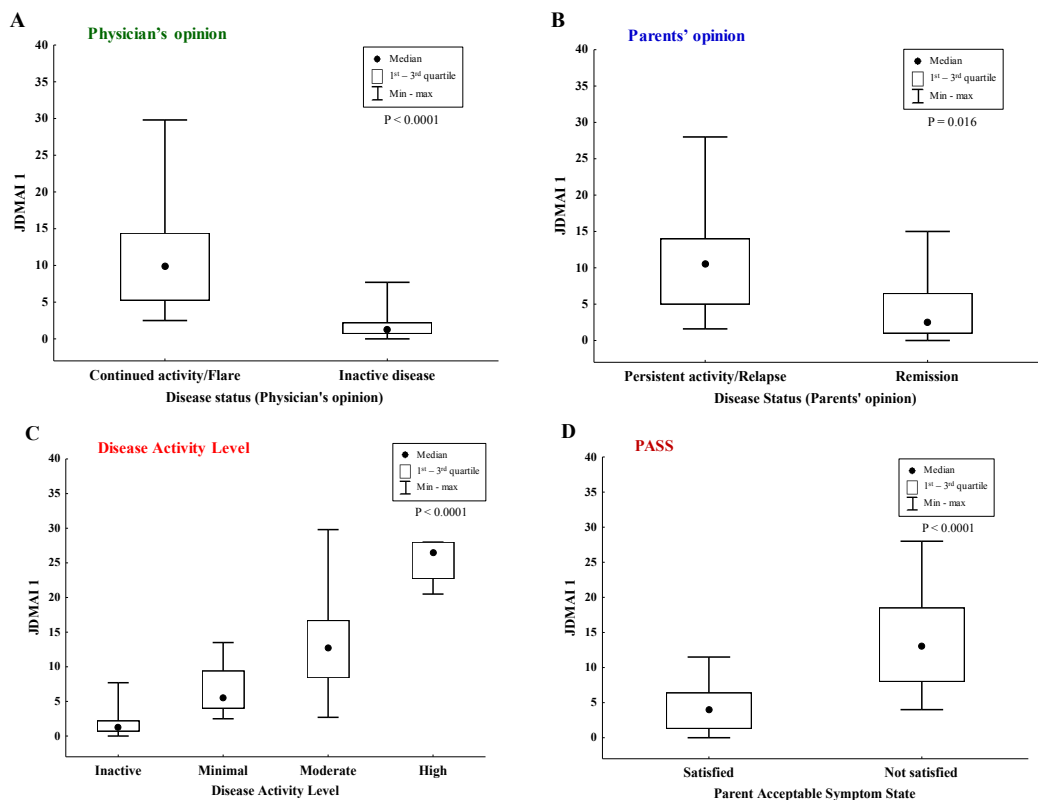 A
Physician's opinion
Median
1st – 3rd quartile
Min - max
P < 0.0001
40
35
30
25
20
15
10
5
0
JDMAI 1
Continued activity/Flare
Inactive disease
Disease status (Physician's opinion)
B
Parents' opinion
Median
1st – 3rd quartile
Min - max
P = 0.016
40
35
30
25
20
15
10
5
0
JDMAI 1
Persistent activity/Relapse
Remission
Disease Status (Parents' opinion)
C
Disease Activity Level
Median
1st – 3rd quartile
Min - max
P < 0.0001
40
35
30
25
20
15
10
5
0
JDMAI 1
Inactive
Minimal
Moderate
High
Disease Activity Level
D
PASS
Median
1st – 3rd quartile
Min - max
P < 0.0001
40
35
30
25
20
15
10
5
0
JDMAI 1
Satisfied
Not satisfied
Parent Acceptable Symptom State